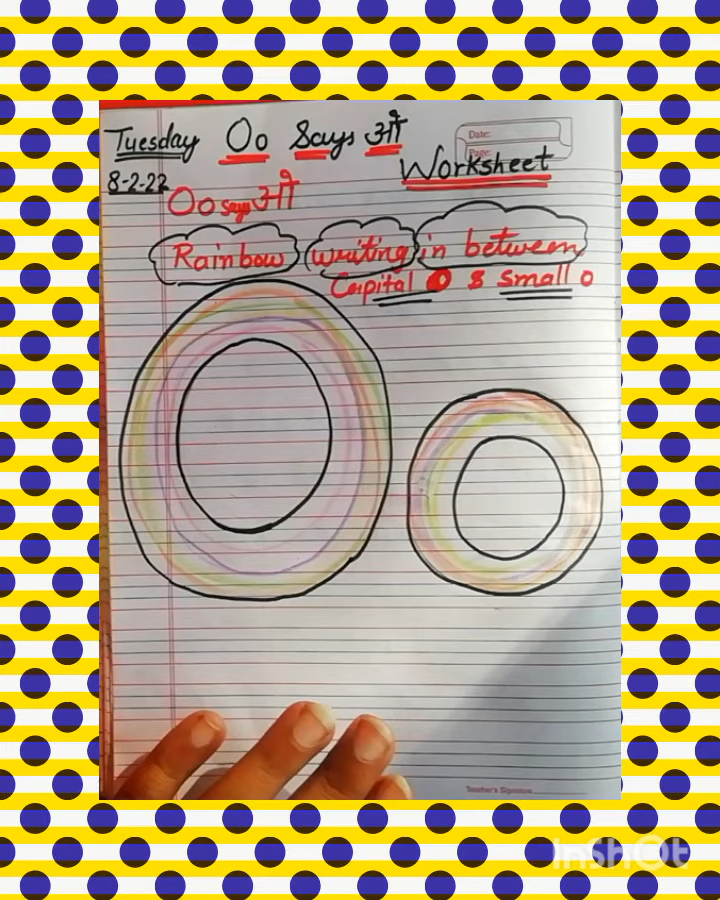 Tuesday Oo Says ओ
Date:
Page:
Worksheet
8-2-22
Oo says ओ
Rainbow writing in between
Capital O & small o
Teacher's Signature
InShOt